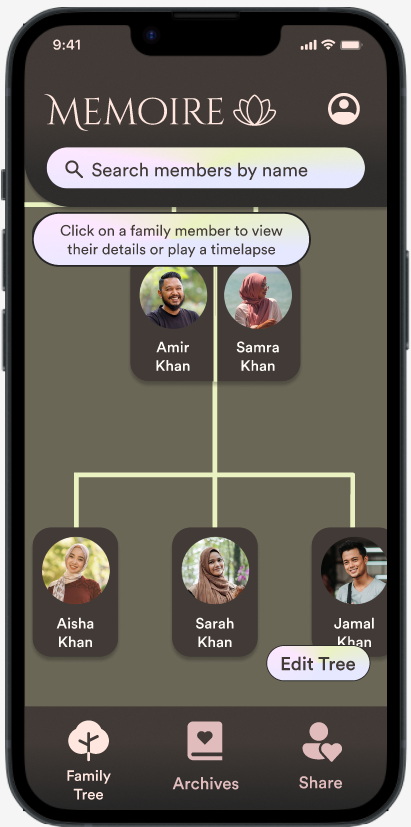 9:41
MEMOIRE
Search members by name
Click on a family member to view
their details or play a timelapse
Amir
Khan
Samra
Khan
Aisha
Khan
Sarah
Khan
Jamal
Khan
Edit Tree
Family
Tree
Archives
Share